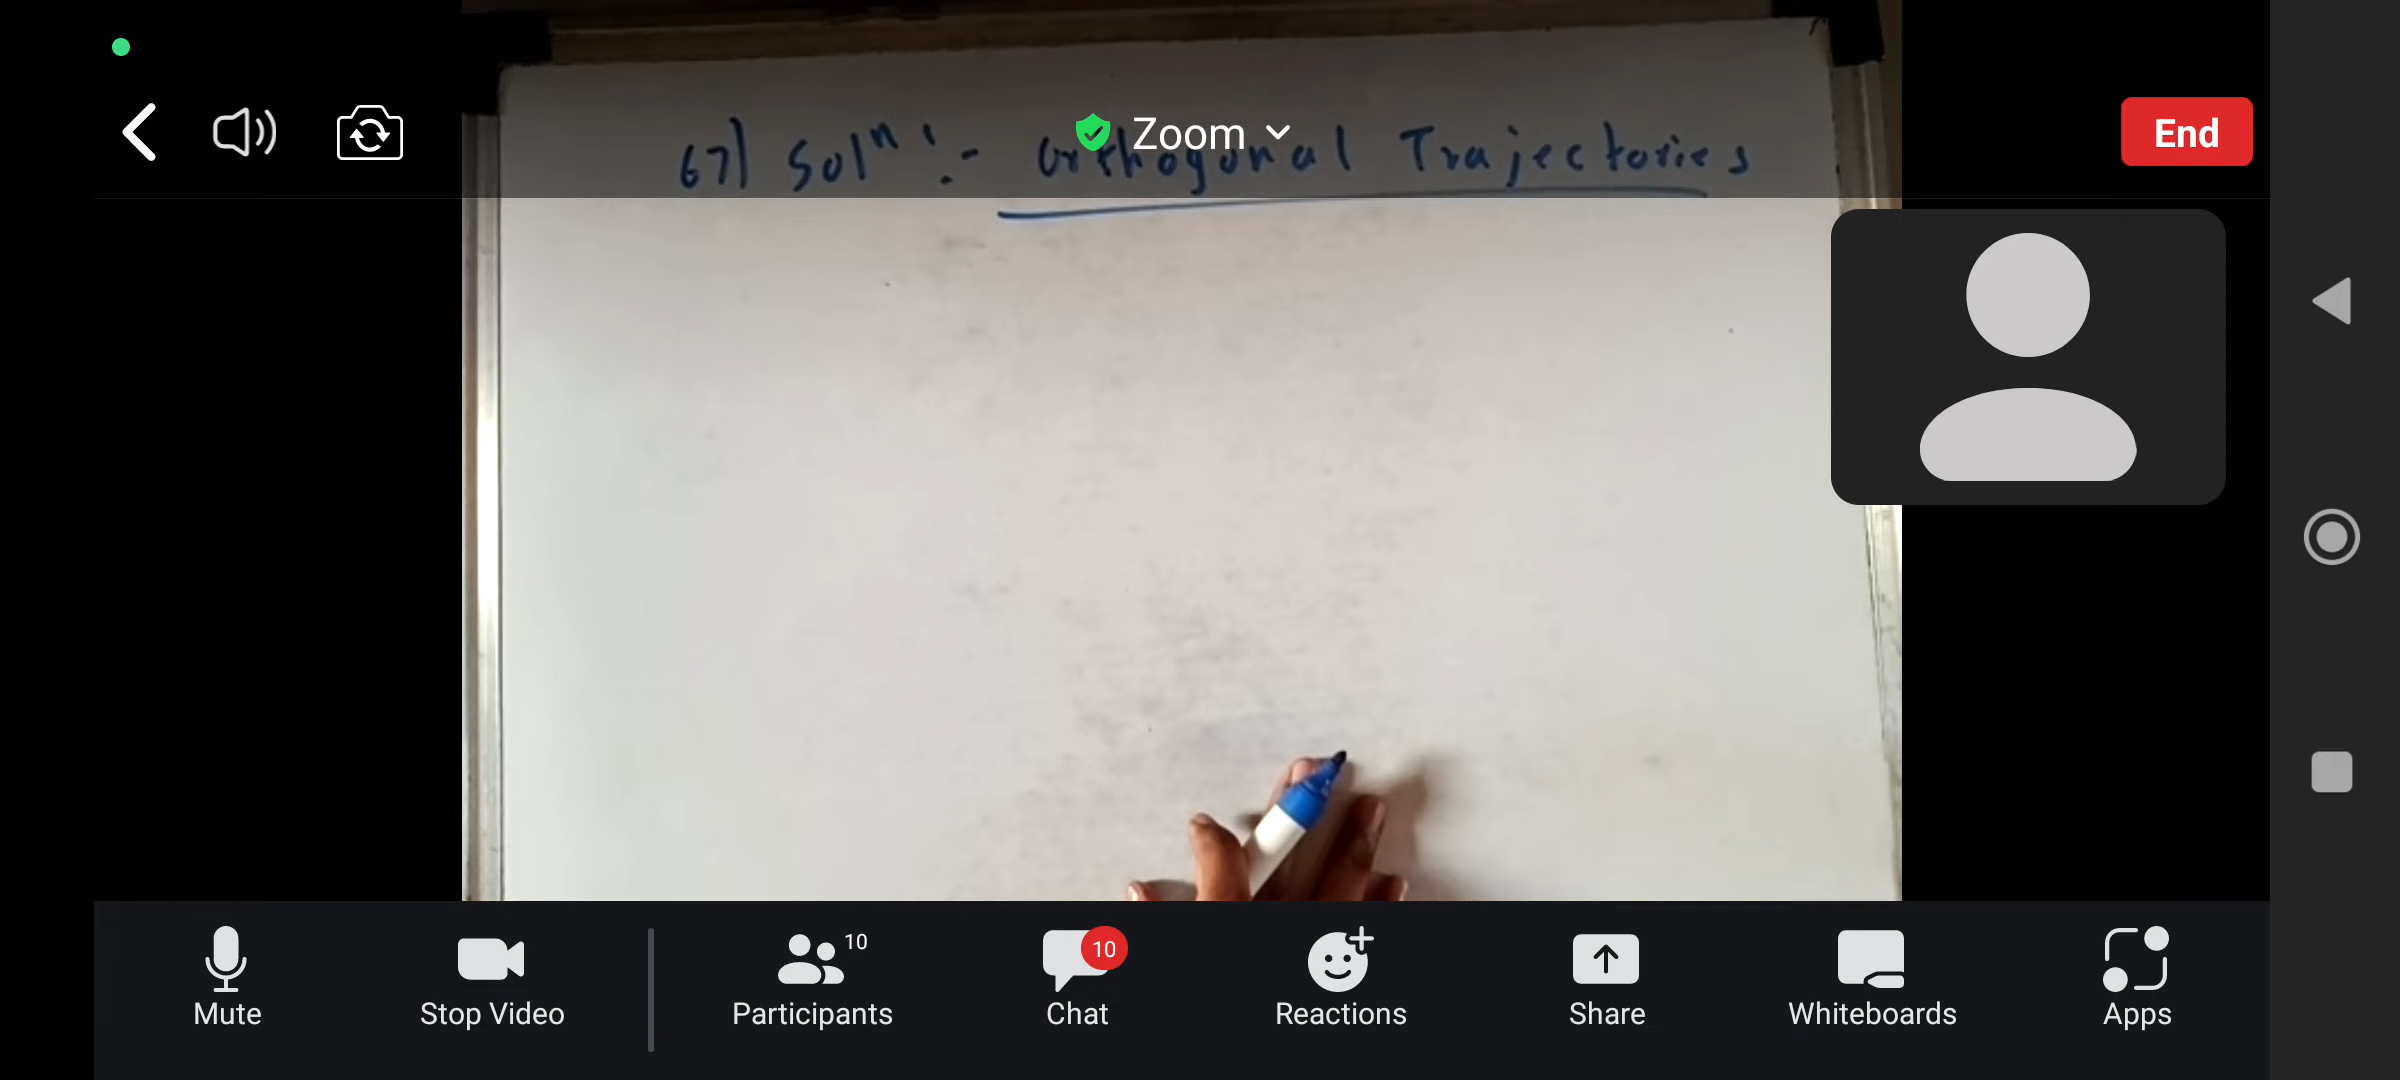 Zoom
End
67) Solⁿ :- Orthogonal Trajectories
10
10
Mute
Stop Video
Participants
Chat
Reactions
Share
Whiteboards
Apps